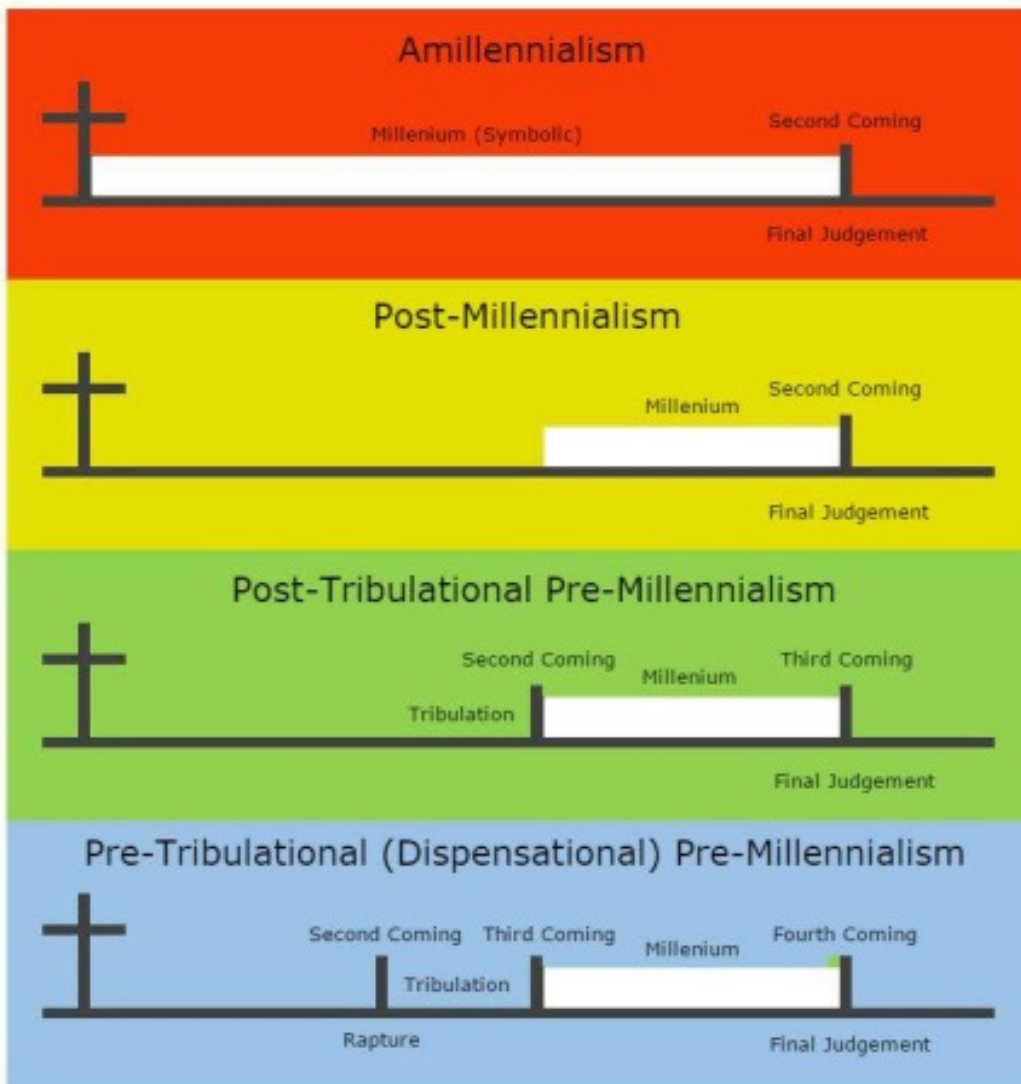 Amillennialism
Second Coming
Millenium (Symbolic)
Final Judgement
Post-Millennialism
Second Coming
Millenium
Final Judgement
Post-Tribulational Pre-Millennialism
Second Coming
Third Coming
Millenium
Tribulation
Final Judgement
Pre-Tribulational (Dispensational) Pre-Millennialism
Second Coming
Third Coming
Fourth Coming
Millenium
Tribulation
Rapture
Final Judgement